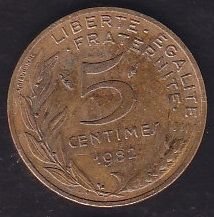 LIBERTE·EGALITE
FRATERNITE·
5
CENTIMES
1982